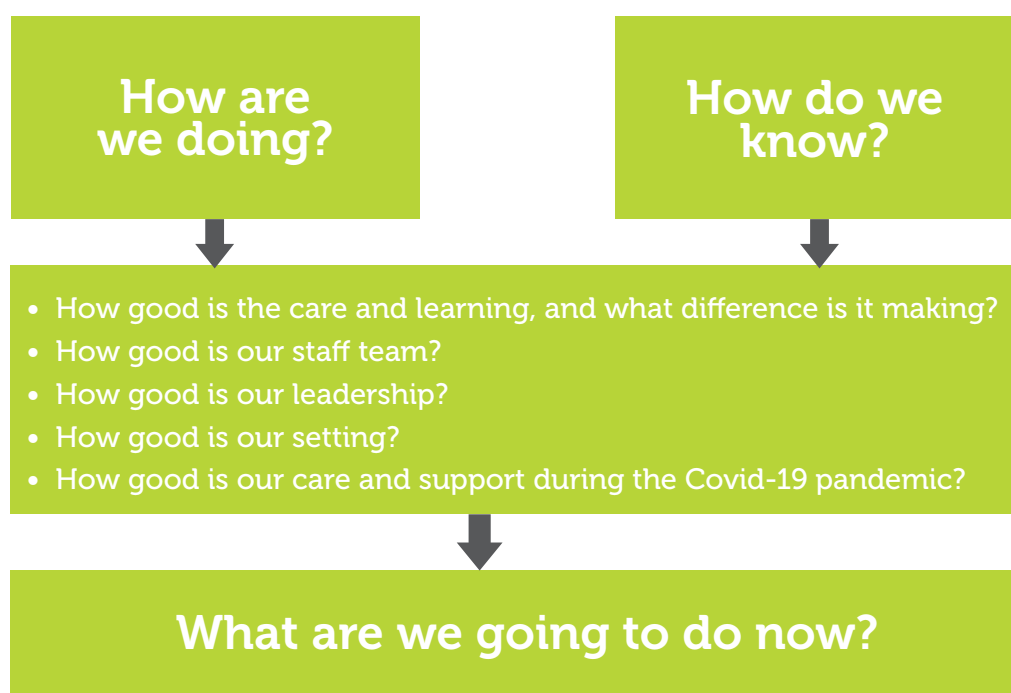 How are
we doing?
How do we
know?
• How good is the care and learning, and what difference is it making?
• How good is our staff team?
• How good is our leadership?
• How good is our setting?
• How good is our care and support during the Covid-19 pandemic?
What are we going to do now?